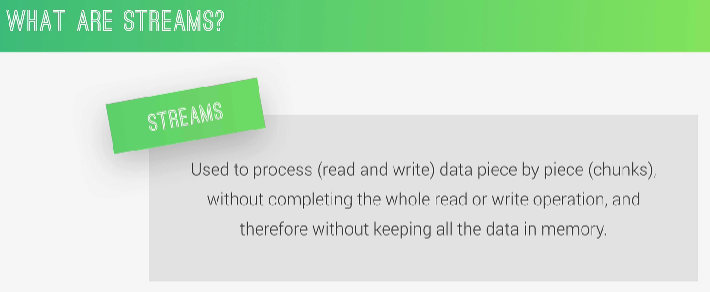 WHAT ARE STREAMS?
STREAMS
Used to process (read and write) data piece by piece (chunks),
without completing the whole read or write operation, and
therefore without keeping all the data in memory.